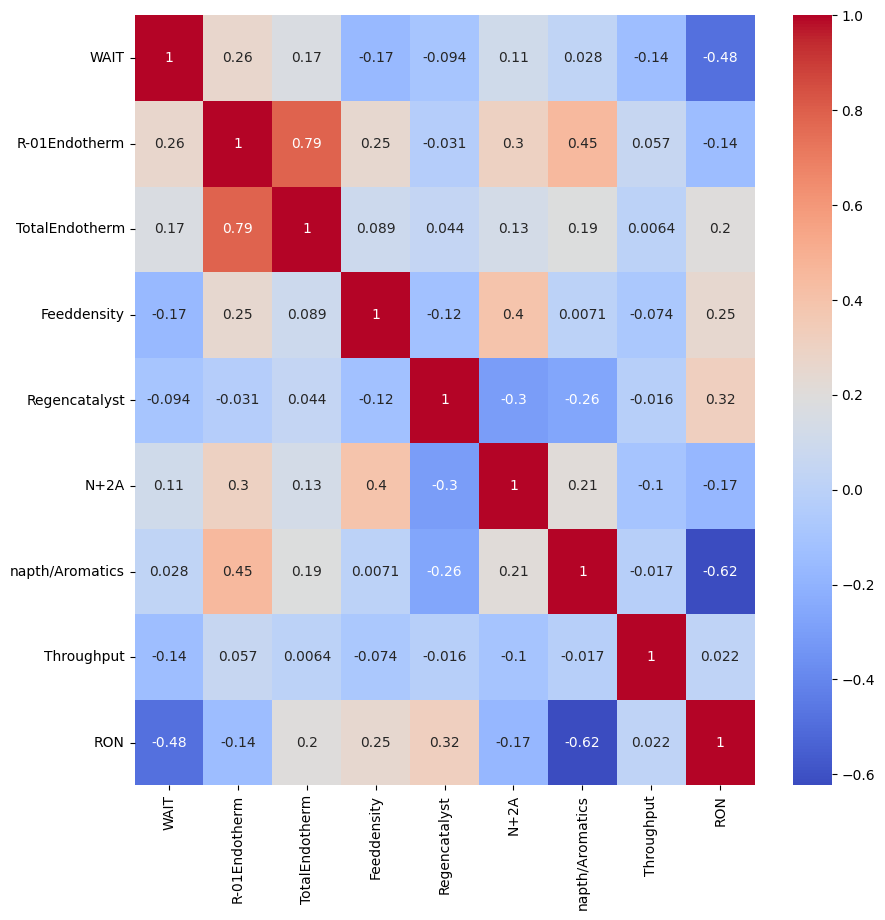 WAIT 1 0.26 0.17 -0.17 -0.094 0.11 0.028 -0.14 -0.48
R-01Endotherm 0.26 1 0.79 0.25 -0.031 0.3 0.45 0.057 -0.14
TotalEndotherm 0.17 0.79 1 0.089 0.044 0.13 0.19 0.0064 0.2
Feeddensity -0.17 0.25 0.089 1 -0.12 0.4 0.0071 -0.074 0.25
Regencatalyst -0.094 -0.031 0.044 -0.12 1 -0.3 -0.26 -0.016 0.32
N+2A 0.11 0.3 0.13 0.4 -0.3 1 0.21 -0.1 -0.17
napth/Aromatics 0.028 0.45 0.19 0.0071 -0.26 0.21 1 -0.017 -0.62
Throughput -0.14 0.057 0.0064 -0.074 -0.016 -0.1 -0.017 1 0.022
RON -0.48 -0.14 0.2 0.25 0.32 -0.17 -0.62 0.022 1
WAIT R-01Endotherm TotalEndotherm Feeddensity Regencatalyst N+2A napth/Aromatics Throughput RON
1.0
0.8
0.6
0.4
0.2
0.0
−0.2
−0.4
−0.6